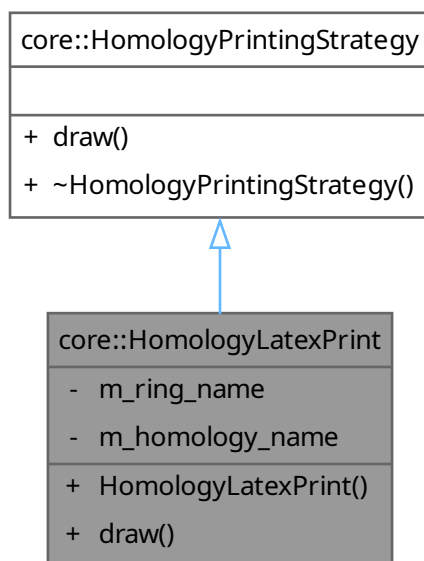 core::HomologyPrintingStrategy
+ draw()
+ ~HomologyPrintingStrategy()
core::HomologyLatexPrint
- m_ring_name
- m_homology_name
+ HomologyLatexPrint()
+ draw()